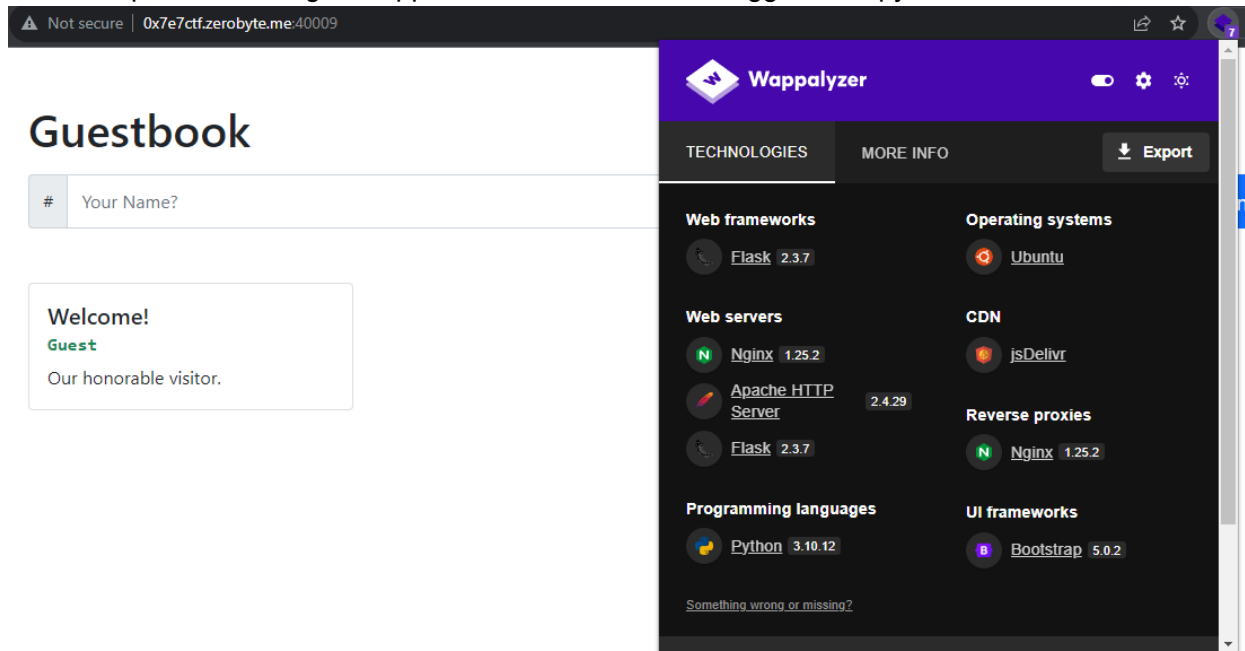 Not secure | 0x7e7ctf.zerobyte.me:40009
7
Wappalyzer
Guestbook
TECHNOLOGIES MORE INFO Export
# Your Name?
Web frameworks Operating systems
Flask 2.3.7 Ubuntu
Welcome!
Guest
Our honorable visitor.
Web servers CDN
Nginx 1.25.2 jsDelivr
Apache HTTP
Server 2.4.29
Reverse proxies
Flask 2.3.7 Nginx 1.25.2
Programming languages UI frameworks
Python 3.10.12 Bootstrap 5.0.2
Something wrong or missing?